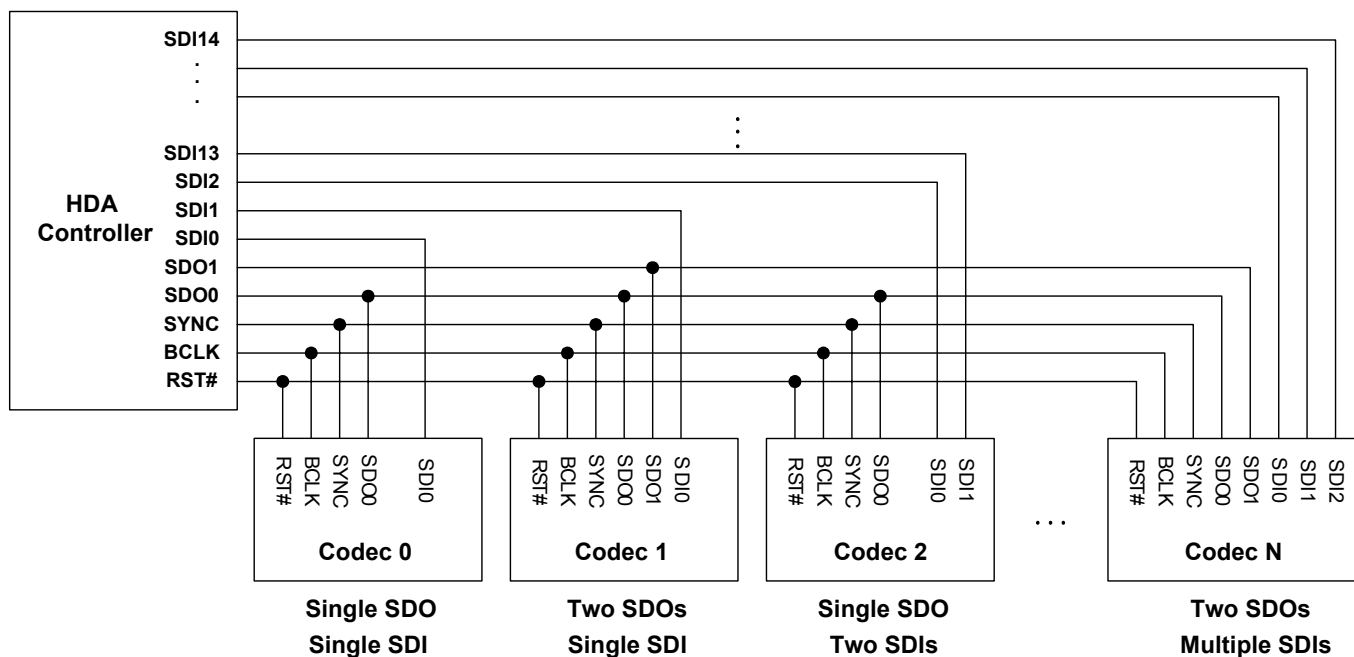 SDI14
.
.
.
SDI13
SDI2
SDI1
SDI0
SDO1
SDO0
SYNC
BCLK
RST#
HDA
Controller
. . .
RST#
BCLK
SYNC
SDO0
SDI0
Codec 0
Single SDO
Single SDI
RST#
BCLK
SYNC
SDO0
SDO1
SDI0
Codec 1
Two SDOs
Single SDI
RST#
BCLK
SYNC
SDO0
SDI0
SDI1
Codec 2
Single SDO
Two SDIs
. . .
RST#
BCLK
SYNC
SDO0
SDO1
SDI0
SDI1
SDI2
Codec N
Two SDOs
Multiple SDIs